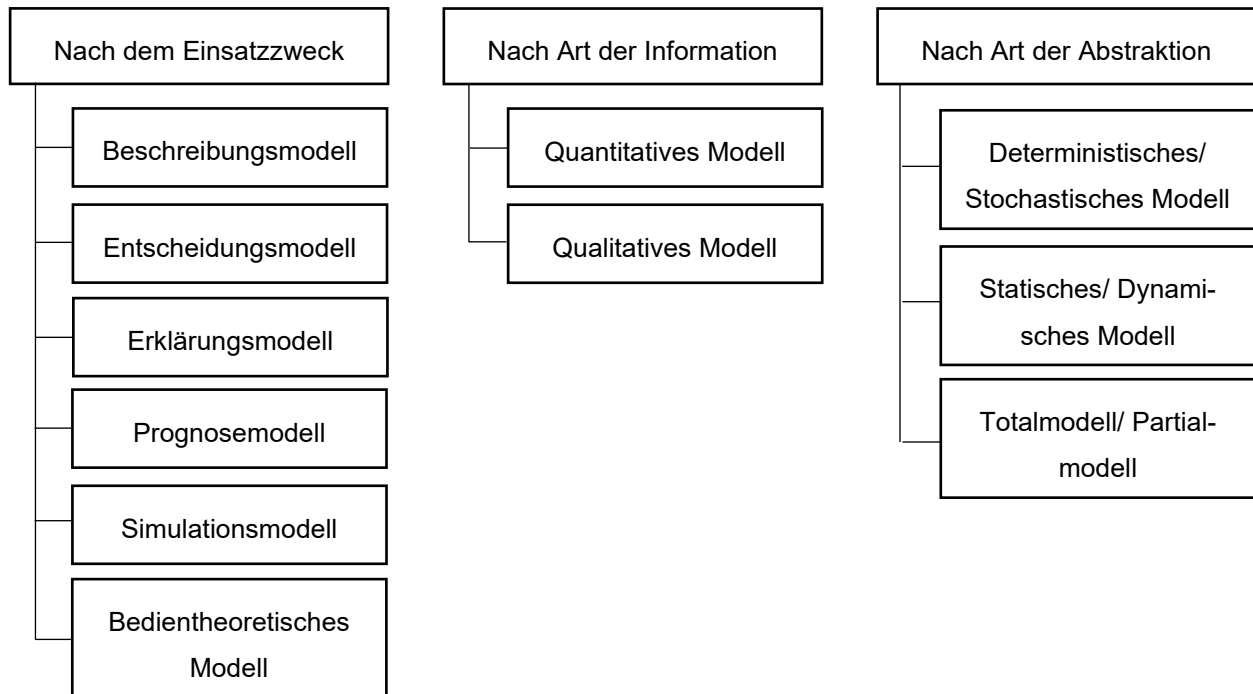 Nach dem Einsatzzweck
Beschreibungsmodell
Entscheidungsmodell
Erklärungsmodell
Prognosemodell
Simulationsmodell
Bedientheoretisches
Modell
Nach Art der Information
Quantitatives Modell
Qualitatives Modell
Nach Art der Abstraktion
Deterministisches/
Stochastisches Modell
Statisches/ Dynami-
sches Modell
Totalmodell/ Partial-
modell